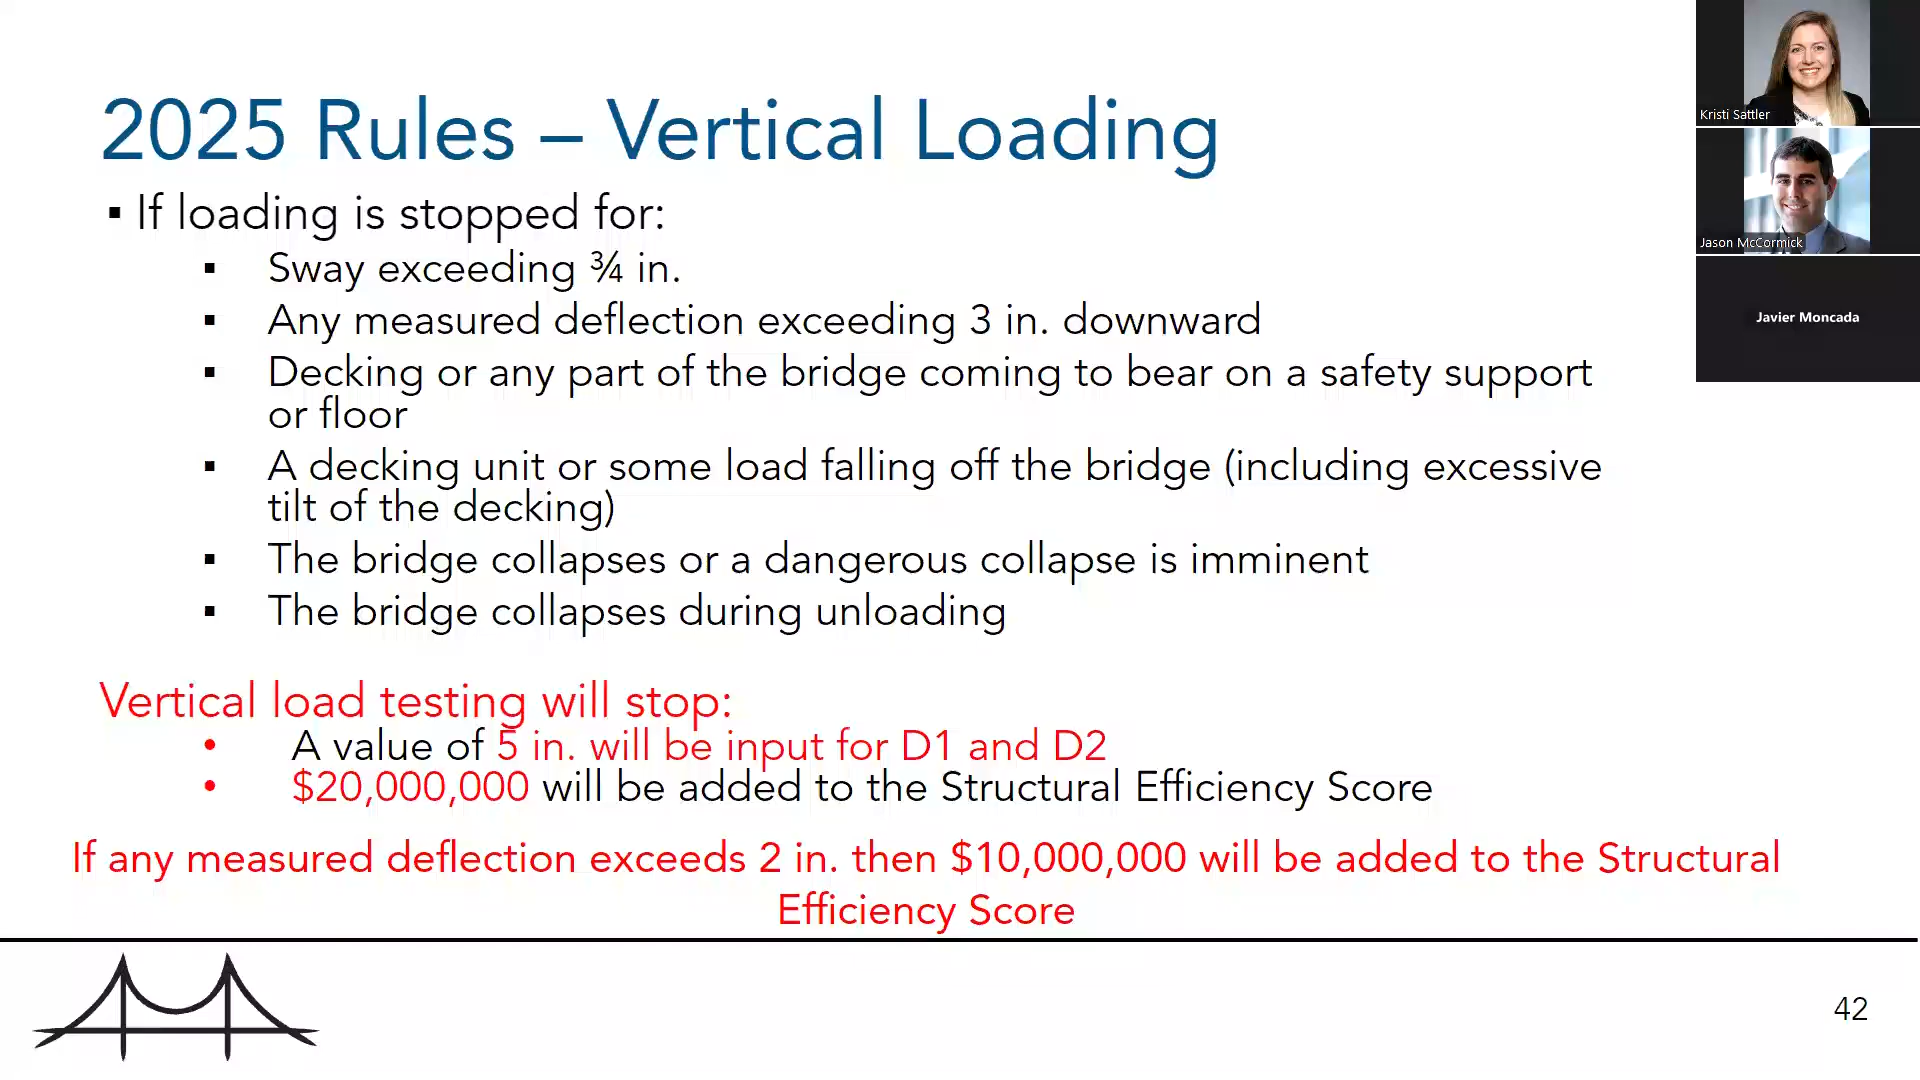 2025 Rules – Vertical Loading
▪ If loading is stopped for:
▪ Sway exceeding ¾ in.
▪ Any measured deflection exceeding 3 in. downward
▪ Decking or any part of the bridge coming to bear on a safety support
or floor
▪ A decking unit or some load falling off the bridge (including excessive
tilt of the decking)
▪ The bridge collapses or a dangerous collapse is imminent
▪ The bridge collapses during unloading
Vertical load testing will stop:
• A value of 5 in. will be input for D1 and D2
• $20,000,000 will be added to the Structural Efficiency Score
If any measured deflection exceeds 2 in. then $10,000,000 will be added to the Structural
Efficiency Score
42
Kristi Sattler
Jason McCormick
Javier Moncada